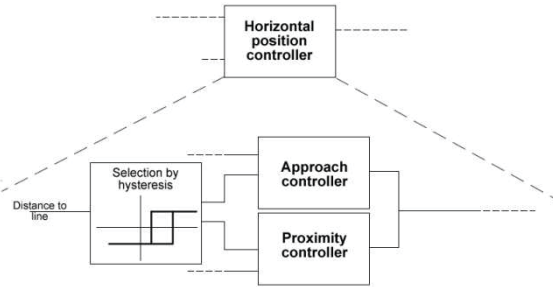 Horizontal
position
controller
Selection by
hysteresis
Approach
controller
Distance to
line
Proximity
controller